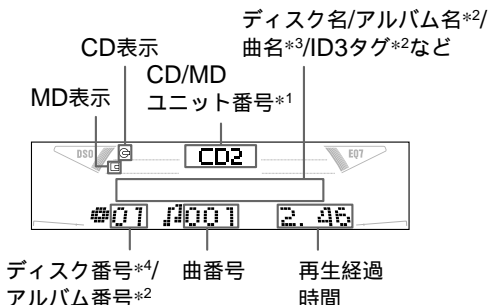 ディスク名/アルバム名*2/
曲名*3/ID3タグ*2など
CD表示
CD/MD
ユニット番号*1
MD表示
DSO
CD2
EQ7
01
001
2. 46
ディスク番号*4/
アルバム番号*2
曲番号
再生経過
時間